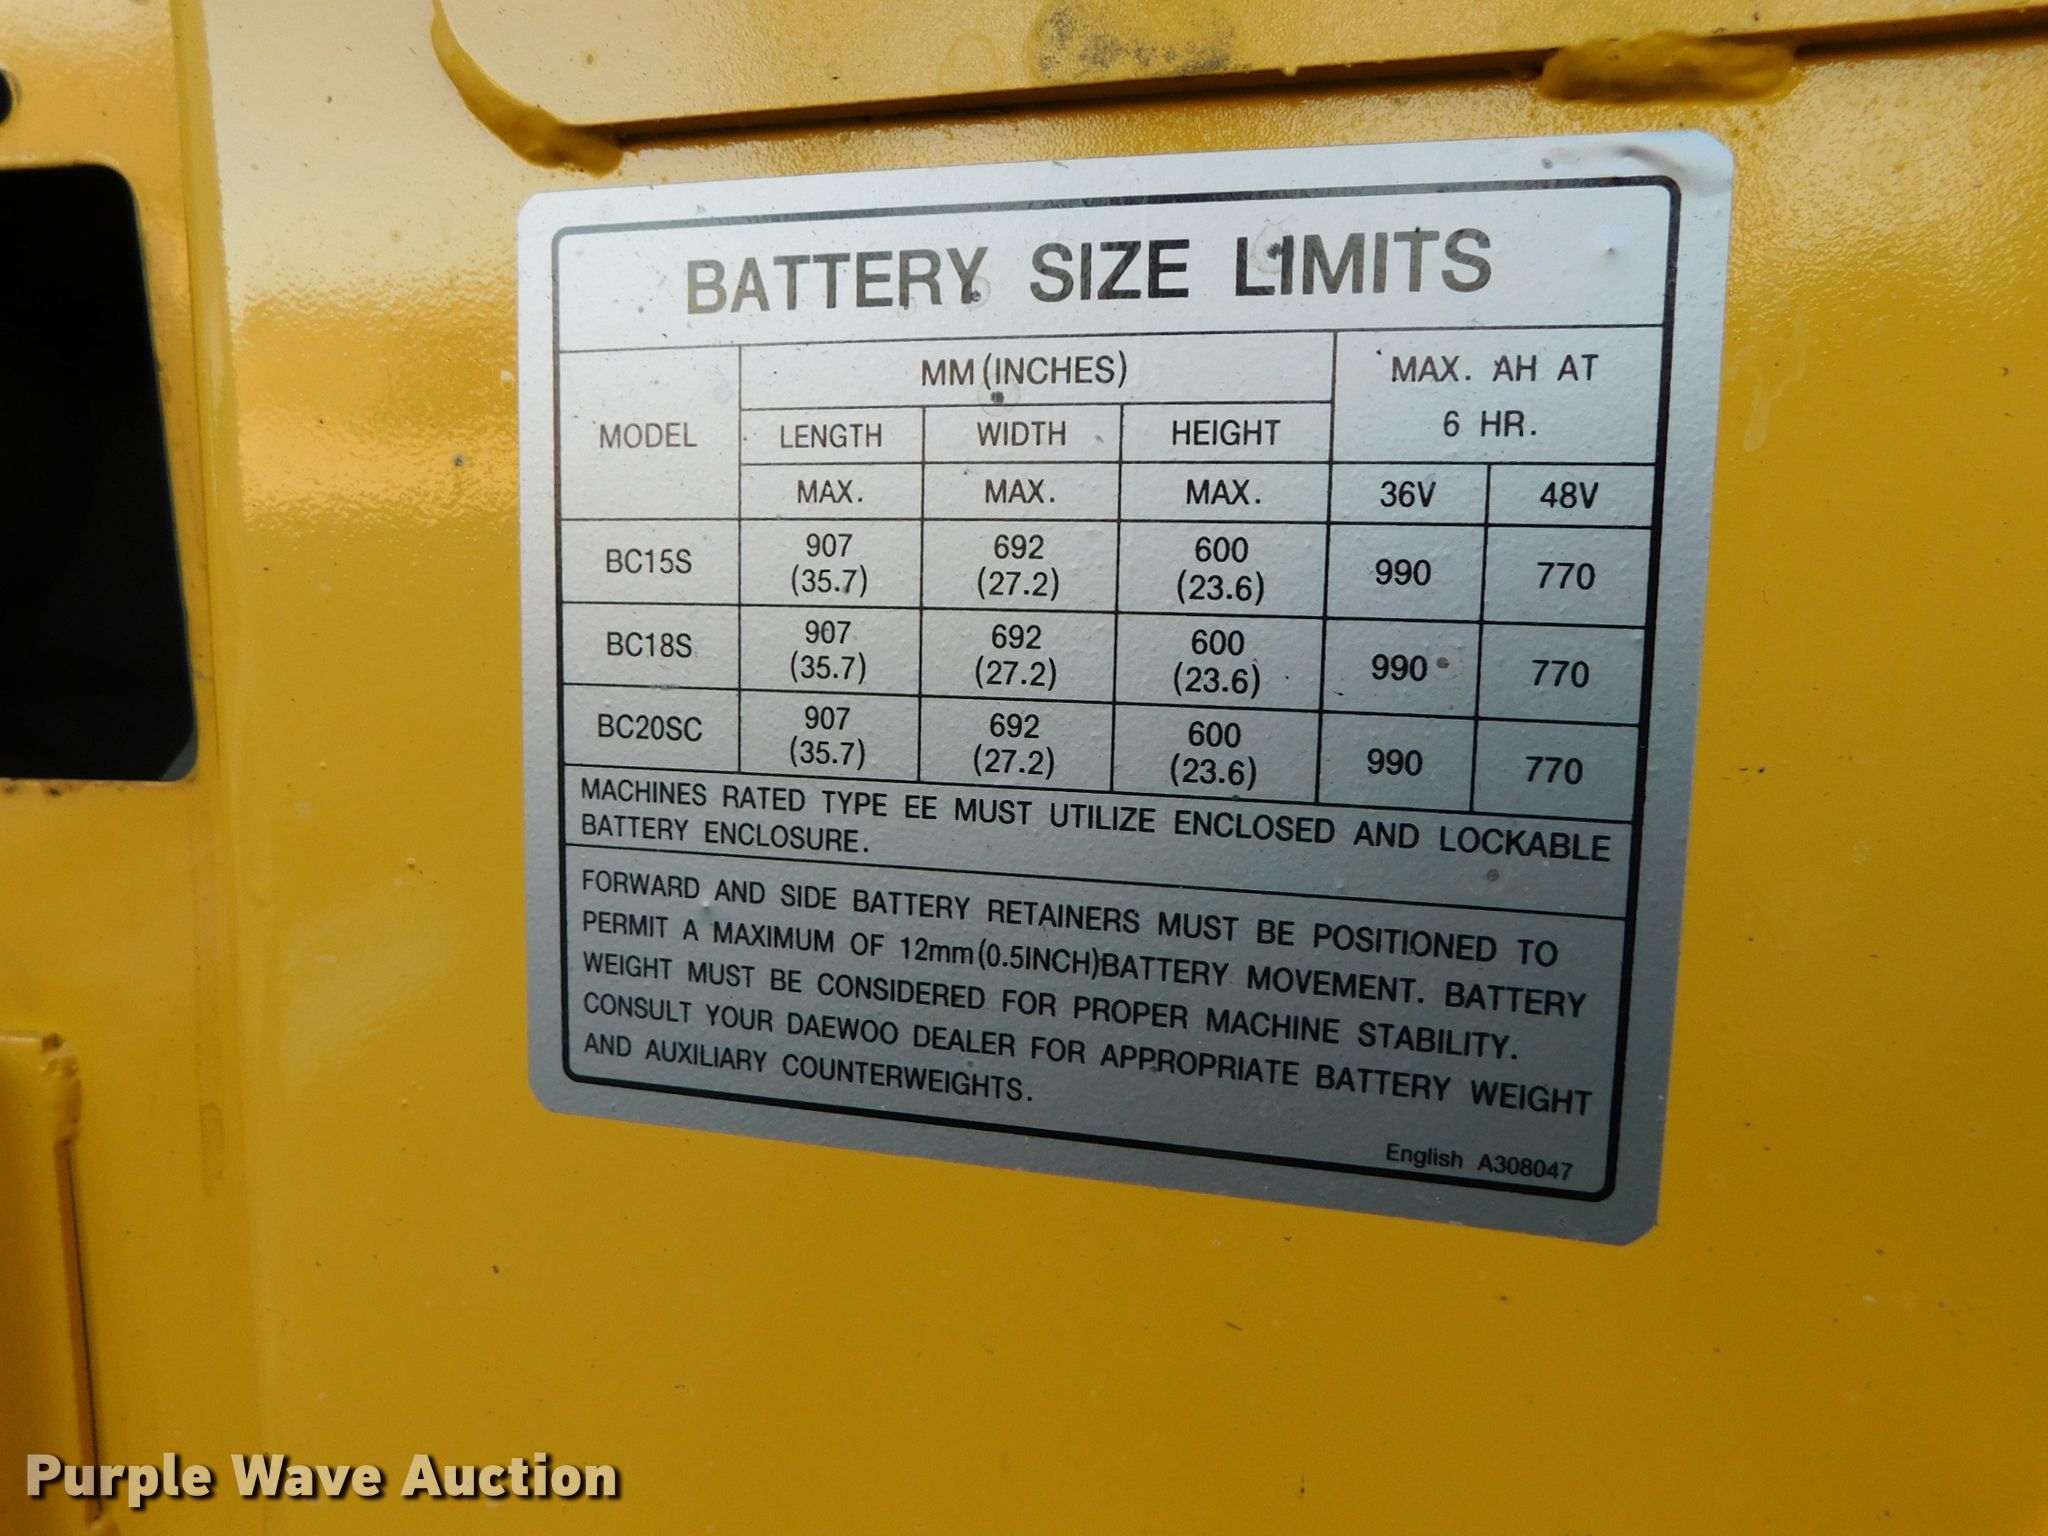 BATTERY SIZE LIMITS
MODEL MM(INCHES) MAX. AH AT
6 HR.
LENGTH WIDTH HEIGHT
MAX. MAX. MAX. 36V 48V
BC15S 907 692 600 990 770
(35.7) (27.2) (23.6)
BC18S 907 692 600 990 770
(35.7) (27.2) (23.6)
BC20SC 907 692 600 990 770
(35.7) (27.2) (23.6)
MACHINES RATED TYPE EE MUST UTILIZE ENCLOSED AND LOCKABLE
BATTERY ENCLOSURE.
FORWARD AND SIDE BATTERY RETAINERS MUST BE POSITIONED TO
PERMIT A MAXIMUM OF 12mm(0.5INCH)BATTERY MOVEMENT. BATTERY
WEIGHT MUST BE CONSIDERED FOR PROPER MACHINE STABILITY.
CONSULT YOUR DAEWOO DEALER FOR APPROPRIATE BATTERY WEIGHT
AND AUXILIARY COUNTERWEIGHTS.
English A308047
Purple Wave Auction